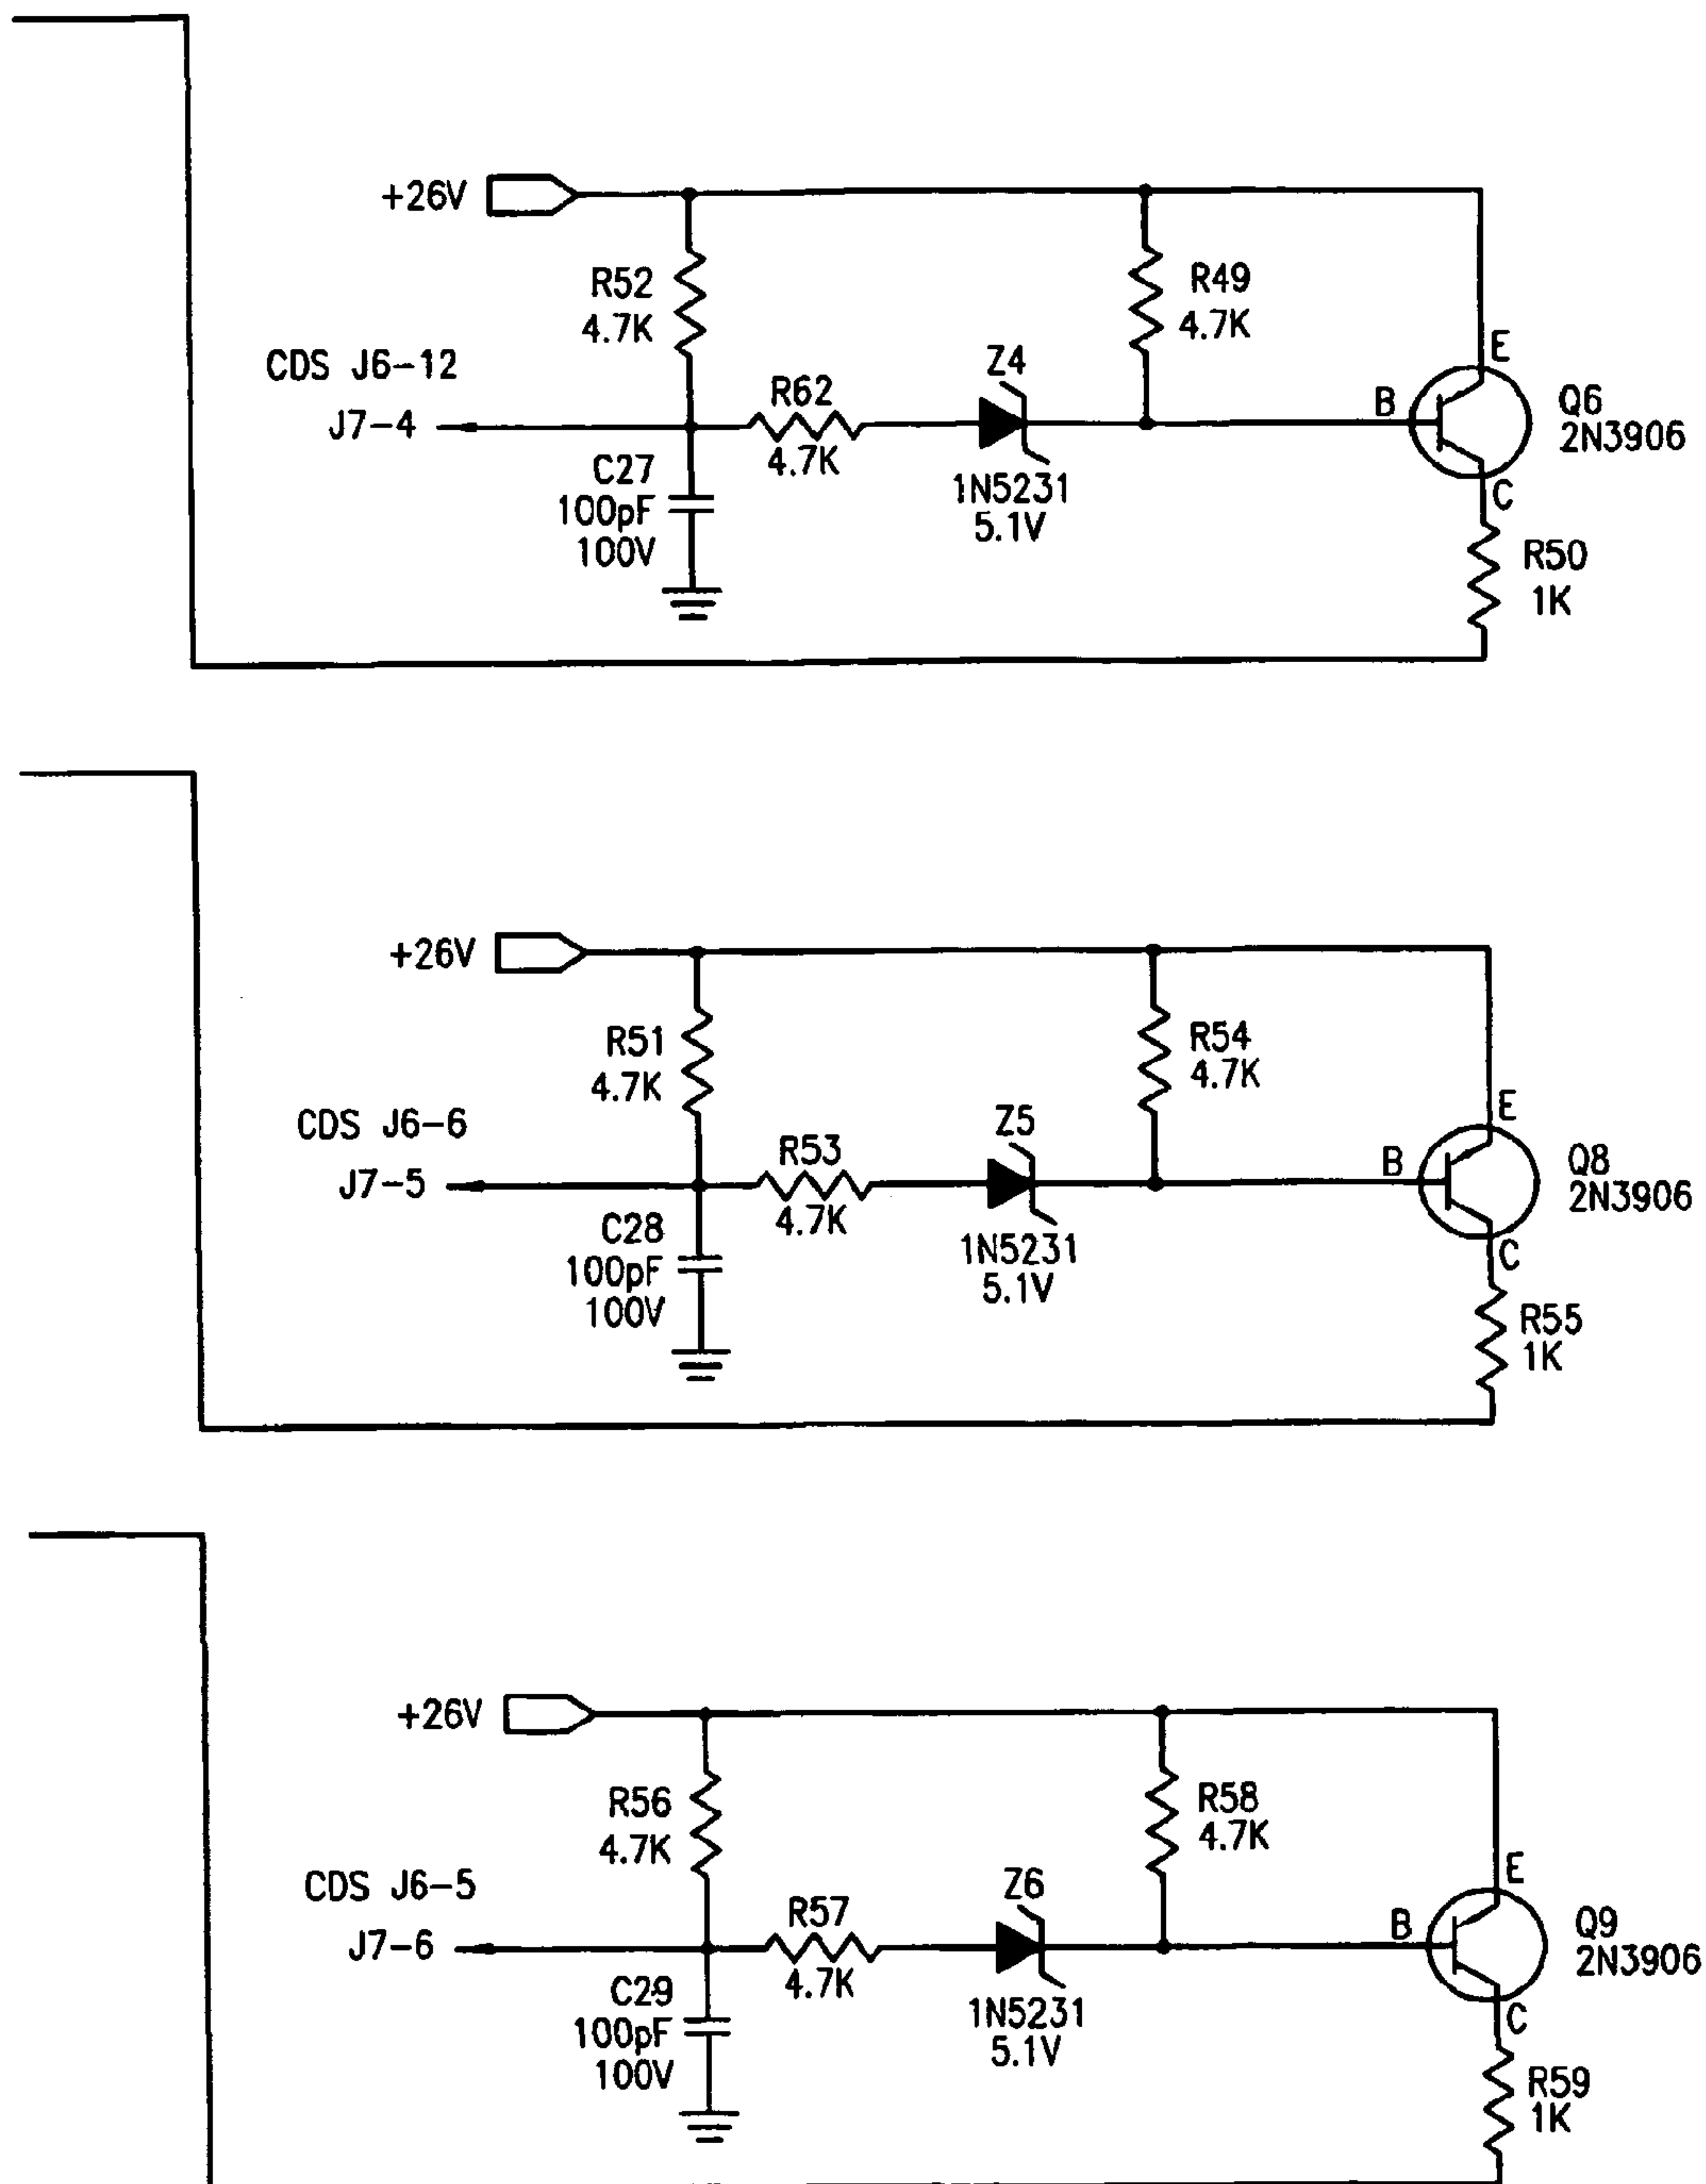 +26V
R52
4.7K
R49
4.7K
CDS J6-12
J7-4
R62
4.7K
Z4
1N5231
5.1V
E
B
C
Q6
2N3906
C27
100pF
100V
R50
1K
+26V
R51
4.7K
R54
4.7K
CDS J6-6
J7-5
R53
4.7K
Z5
1N5231
5.1V
E
B
C
Q8
2N3906
C28
100pF
100V
R55
1K
+26V
R56
4.7K
R58
4.7K
CDS J6-5
J7-6
R57
4.7K
Z6
1N5231
5.1V
E
B
C
Q9
2N3906
C29
100pF
100V
R59
1K